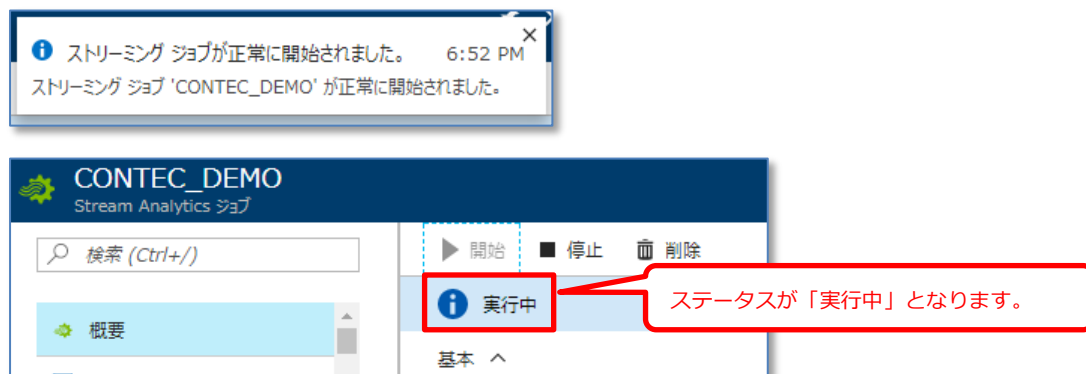 ストリーミング ジョブが正常に開始されました。 6:52 PM
ストリーミング ジョブ 'CONTEC_DEMO' が正常に開始されました。
CONTEC_DEMO
Stream Analytics ジョブ
検索 (Ctrl+/)
開始 停止 削除
実行中
ステータスが「実行中」となります。
概要
基本